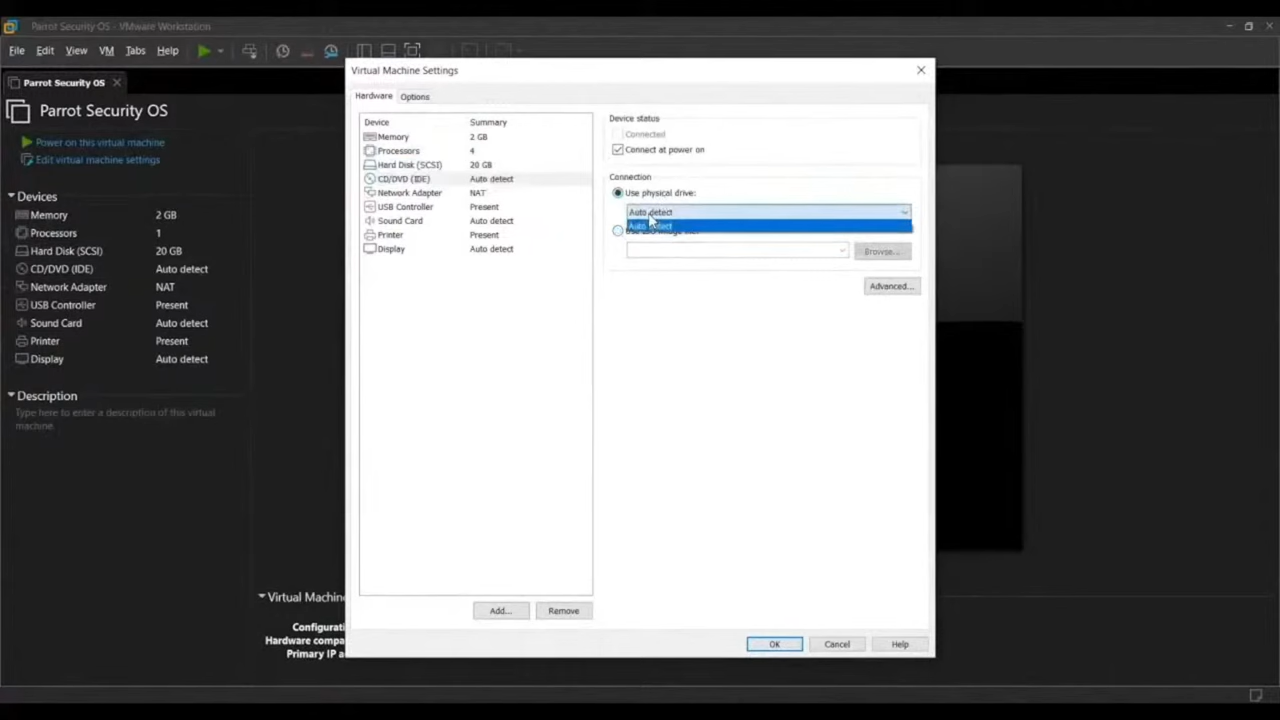 Parrot Security OS - VMware Workstation
File Edit View VM Tabs Help
Parrot Security OS
Parrot Security OS
Power on this virtual machine
Edit virtual machine settings
Devices
Memory 2 GB
Processors 1
Hard Disk (SCSI) 20 GB
CD/DVD (IDE) Auto detect
Network Adapter NAT
USB Controller Present
Sound Card Auto detect
Printer Present
Display Auto detect
Description
Type here to enter a description of this virtual
machine.
Virtual Machine Settings
Hardware Options
Device Summary
Memory 2 GB
Processors 4
Hard Disk (SCSI) 20 GB
CD/DVD (IDE) Auto detect
Network Adapter NAT
USB Controller Present
Sound Card Auto detect
Printer Present
Display Auto detect
Add... Remove
Device status
Connected
Connect at power on
Connection
Use physical drive:
Auto detect
Auto detect
Browse...
Advanced...
OK Cancel Help
Virtual Machin
Configurati
Hardware compa
Primary IP a